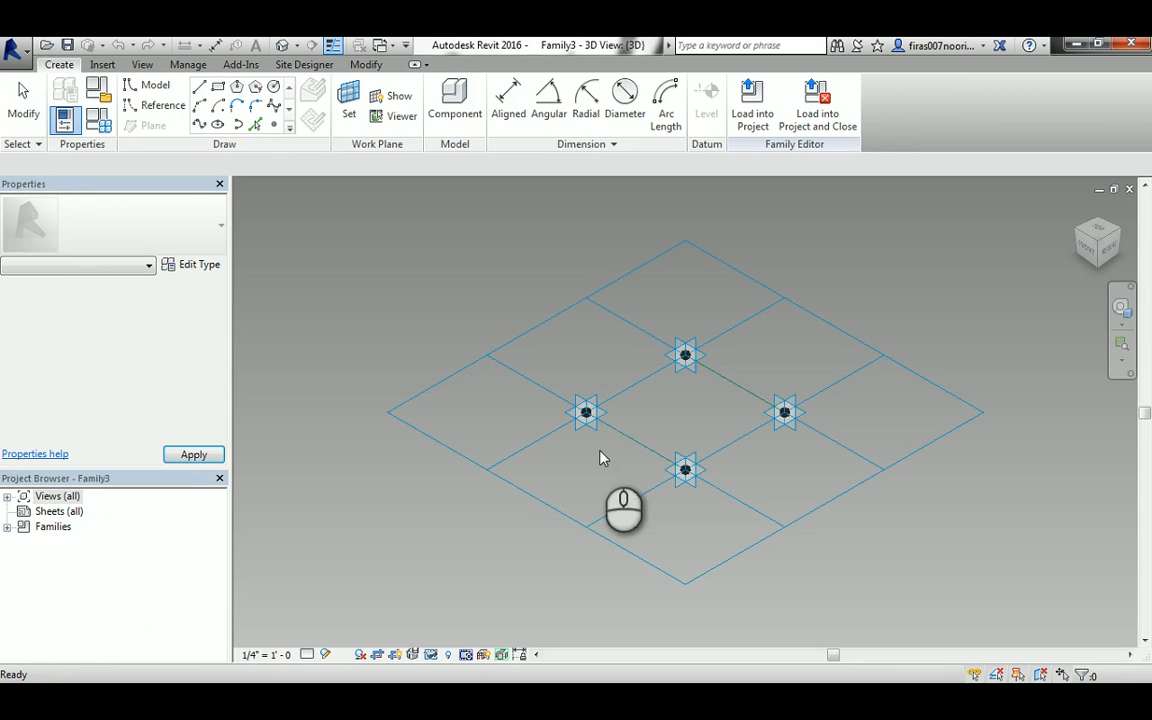 Autodesk Revit 2016 - Family3 - 3D View: {3D}
Type a keyword or phrase
firas007noori...
Create Insert View Manage Add-Ins Site Designer Modify
Modify
Model
Reference
Plane
Set
Show
Viewer
Component
Aligned Angular Radial Diameter Arc Length
Level
Load into Project
Load into Project and Close
Select Properties Draw Work Plane Model Dimension Datum Family Editor
Properties
Edit Type
Properties help Apply
Project Browser - Family3
Views (all)
Sheets (all)
Families
1/4" = 1'-0
Ready
:0